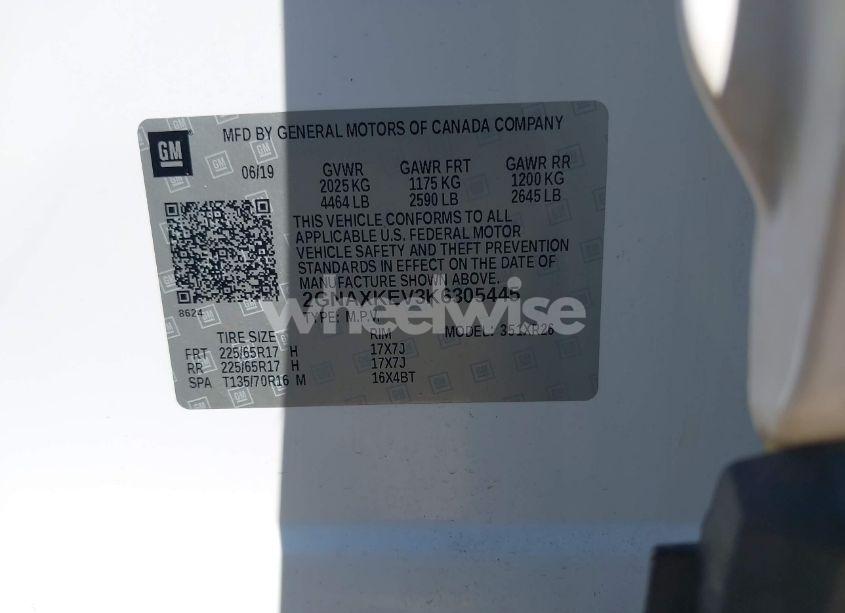 MFD BY GENERAL MOTORS OF CANADA COMPANY
GM
06/19 GVWR GAWR FRT GAWR RR
2025 KG 1175 KG 1200 KG
4464 LB 2590 LB 2645 LB
THIS VEHICLE CONFORMS TO ALL
APPLICABLE U.S. FEDERAL MOTOR
VEHICLE SAFETY AND THEFT PREVENTION
STANDARDS IN EFFECT ON THE DATE OF
MANUFACTURE SHOWN ABOVE.
2GNAXKEV3K6305445
wheelwise
8624
TYPE: M.P.V. MODEL: 351XR26
TIRE SIZE RIM
FRT 225/65R17 H 17X7J
RR 225/65R17 H 17X7J
SPA T135/70R16 M 16X4BT